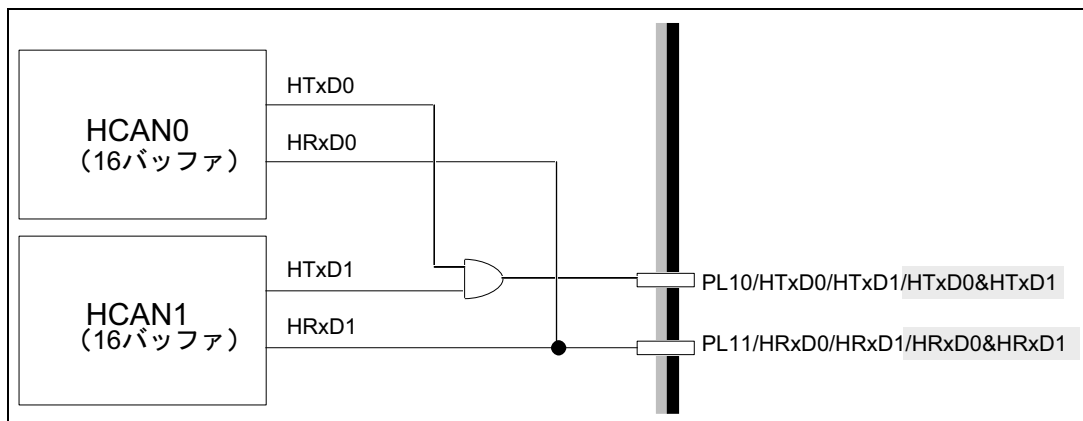 HCAN0
（16バッファ）
HTxD0
HRxD0
HCAN1
（16バッファ）
HTxD1
HRxD1
PL10/HTxD0/HTxD1/HTxD0&HTxD1
PL11/HRxD0/HRxD1/HRxD0&HRxD1